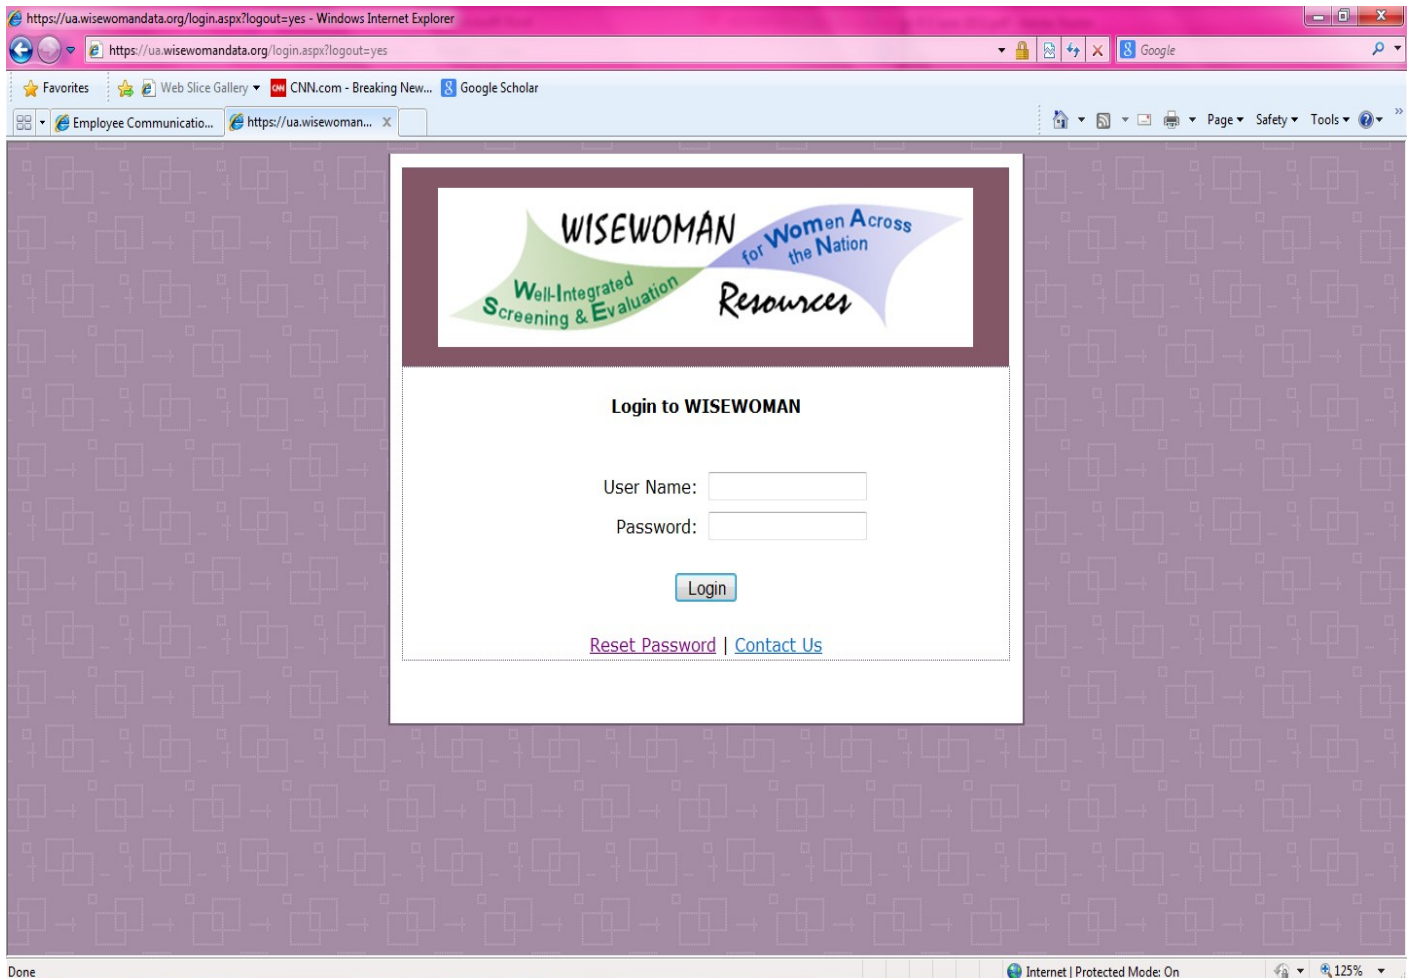 https://ua.wisewomandata.org/login.aspx?logout=yes - Windows Internet Explorer
https://ua.wisewomandata.org/login.aspx?logout=yes
Google
Favorites Web Slice Gallery CNN.com - Breaking New... Google Scholar
Employee Communicatio... https://ua.wisewoman... X
Page Safety Tools
WISEWOMAN
for Women Across
the Nation
Well-Integrated
Screening & Evaluation
Resources
Login to WISEWOMAN
User Name:
Password:
Login
Reset Password | Contact Us
Done
Internet | Protected Mode: On
125%